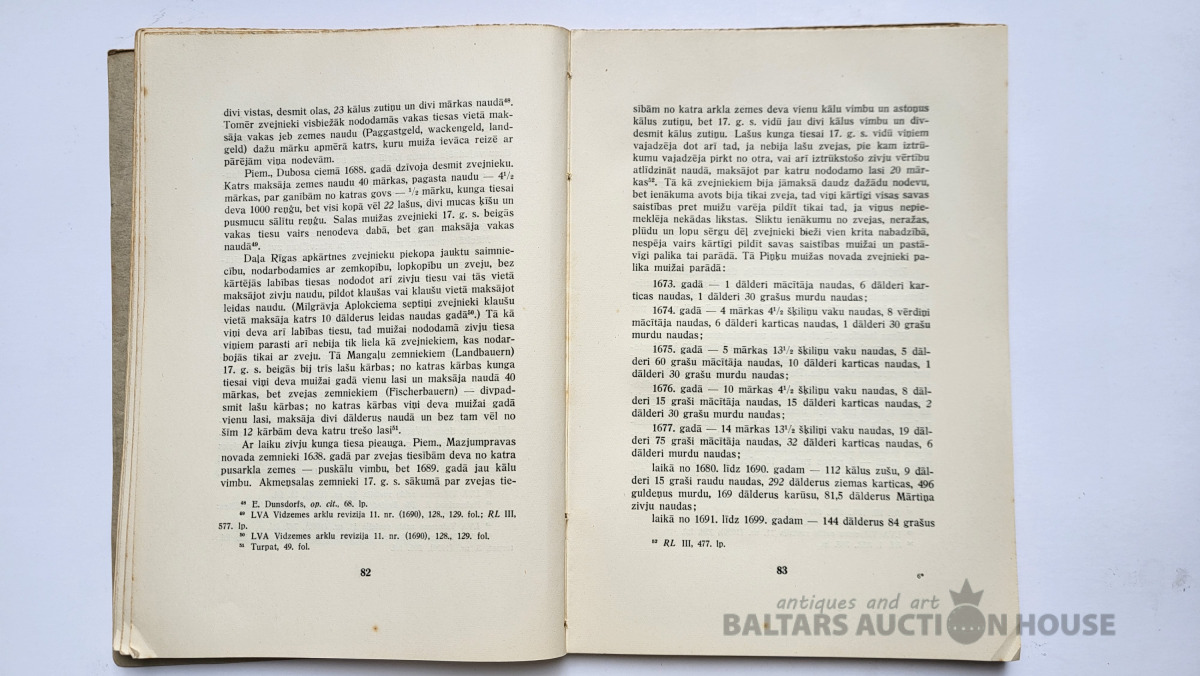 divi vistas, desmit olas, 23 kālus zutiņu un divi mārkas naudā⁴⁸.
Tomēr zvejnieki visbiežāk nododamās vakas tiesas vietā mak-
sāja vakas jeb zemes naudu (Paggastgeld, wackengeld, land-
geld) dažu mārku apmērā katrs, kuru muiža ievāca reizē ar
pārējām viņa nodevām.
Piem., Dubosa ciemā 1688. gadā dzīvoja desmit zvejnieku.
Katrs maksāja zemes naudu 40 mārkas, pagasta naudu — 4¹/₂
mārkas, par ganībām no katras govs — ¹/₂ mārku, kunga tiesai
deva 1000 reņģu, bet visi kopā vēl 22 lašus, divi mucas ķīšu un
pusmucu sālītu reņģu. Salas muižas zvejnieki 17. g. s. beigās
vakas tiesu vairs nenodeva dabā, bet gan maksāja vakas
naudā⁴⁹.
Daļa Rīgas apkārtnes zvejnieku piekopa jauktu saimnie-
cību, nodarbodamies ar zemkopību, lopkopību un zveju, bez
kārtējās labības tiesas nododot arī zivju tiesu vai tās vietā
maksājot zivju naudu, pildot klaušas vai klaušu vietā maksājot
leidas naudu. (Mīlgrāvja Aplokciema septiņi zvejnieki klaušu
vietā maksāja katrs 10 dālderus leidas naudas gadā⁵⁰.) Tā kā
viņi deva arī labības tiesu, tad muižai nododamā zivju tiesa
viņiem parasti arī nebija tik liela kā zvejniekiem, kas nodar-
bojās tikai ar zveju. Tā Mangaļu zemniekiem (Landbauern)
17. g. s. beigās bij trīs lašu kārbas; no katras kārbas kunga
tiesai viņi deva muižai gadā vienu lasi un maksāja naudā 40
mārkas, bet zvejas zemniekiem (Fischerbauern) — divpad-
smit lašu kārbas; no katras kārbas viņi deva muižai gadā
vienu lasi, maksāja divi dālderus naudā un bez tam vēl no
šīm 12 kārbām deva katru trešo lasi⁵¹.
Ar laiku zivju kunga tiesa pieauga. Piem., Mazjumpravas
novada zemnieki 1638. gadā par zvejas tiesībām deva no katra
pusarkla zemes — puskālu vimbu, bet 1689. gadā jau kālu
vimbu. Akmeņsalas zemnieki 17. g. s. sākumā par zvejas tie-
⁴⁸ E. Dunsdorfs, op. cit., 68. lp.
⁴⁹ LVA Vidzemes arklu revizija 11. nr. (1690), 128., 129. fol.; RL III,
577. lp.
⁵⁰ LVA Vidzemes arklu revizija 11. nr. (1690), 128., 129. fol.
⁵¹ Turpat, 49. fol.
82
sībām no katra arkla zemes deva vienu kālu vimbu un astoņus
kālus zutiņu, bet 17. g. s. vidū jau divi kālus vimbu un div-
desmit kālus zutiņu. Lašus kunga tiesai 17. g. s. vidū viņiem
vajadzēja dot arī tad, ja nebija lašu zvejas, pie kam iztrū-
kumu vajadzēja pirkt no otra, vai arī iztrūkstošo zivju vērtību
atlīdzināt naudā, maksājot par katru nododamo lasi 20 mār-
kas⁵². Tā kā zvejniekiem bija jāmaksā daudz dažādu nodevu,
bet ienākuma avots bija tikai zveja, tad viņi kārtīgi visas savas
saistības pret muižu varēja pildīt tikai tad, ja viņus nepie-
meklēja nekādas likstas. Sliktu ienākumu no zvejas, neražas,
plūdu un lopu sērgu dēļ zvejnieki bieži vien krita nabadzībā,
nespēja vairs kārtīgi pildīt savas saistības muižai un pastā-
vīgi palika tai parādā. Tā Piņķu muižas novada zvejnieki pa-
lika muižai parādā:
1673. gadā — 1 dālderi mācītāja naudas, 6 dālderi kar-
ticas naudas, 1 dālderi 30 grašus murdu naudas;
1674. gadā — 4 mārkas 4¹/₂ šķiliņu vaku naudas, 8 vērdiņi
mācītāja naudas, 6 dālderi karticas naudas, 1 dālderi 30 grašu
murdu naudas;
1675. gadā — 5 mārkas 13¹/₂ šķiliņu vaku naudas, 5 dāl-
deri 60 grašu mācītāja naudas, 10 dālderi karticas naudas, 1
dālderi 30 grašu murdu naudas;
1676. gadā — 10 mārkas 4¹/₂ šķiliņu vaku naudas, 8 dāl-
deri 15 graši mācītāja naudas, 15 dālderi karticas naudas, 2
dālderi 30 grašu murdu naudas;
1677. gadā — 14 mārkas 13¹/₂ šķiliņi vaku naudas, 19 dāl-
deri 75 graši mācītāja naudas, 32 dālderi karticas naudas, 6
dālderi murdu naudas;
laikā no 1680. līdz 1690. gadam — 112 kālus zušu, 9 dāl-
deri 15 graši raudu naudas, 292 dālderus ziemas karticas, 496
guldeņus murdu, 169 dālderus karūsu, 81,5 dālderus Mārtiņa
zivju naudas;
laikā no 1691. līdz 1699. gadam — 144 dālderus 84 grašus
⁵² RL III, 477. lp.
83
6*
antiques and art
BALTARS AUCTION HOUSE